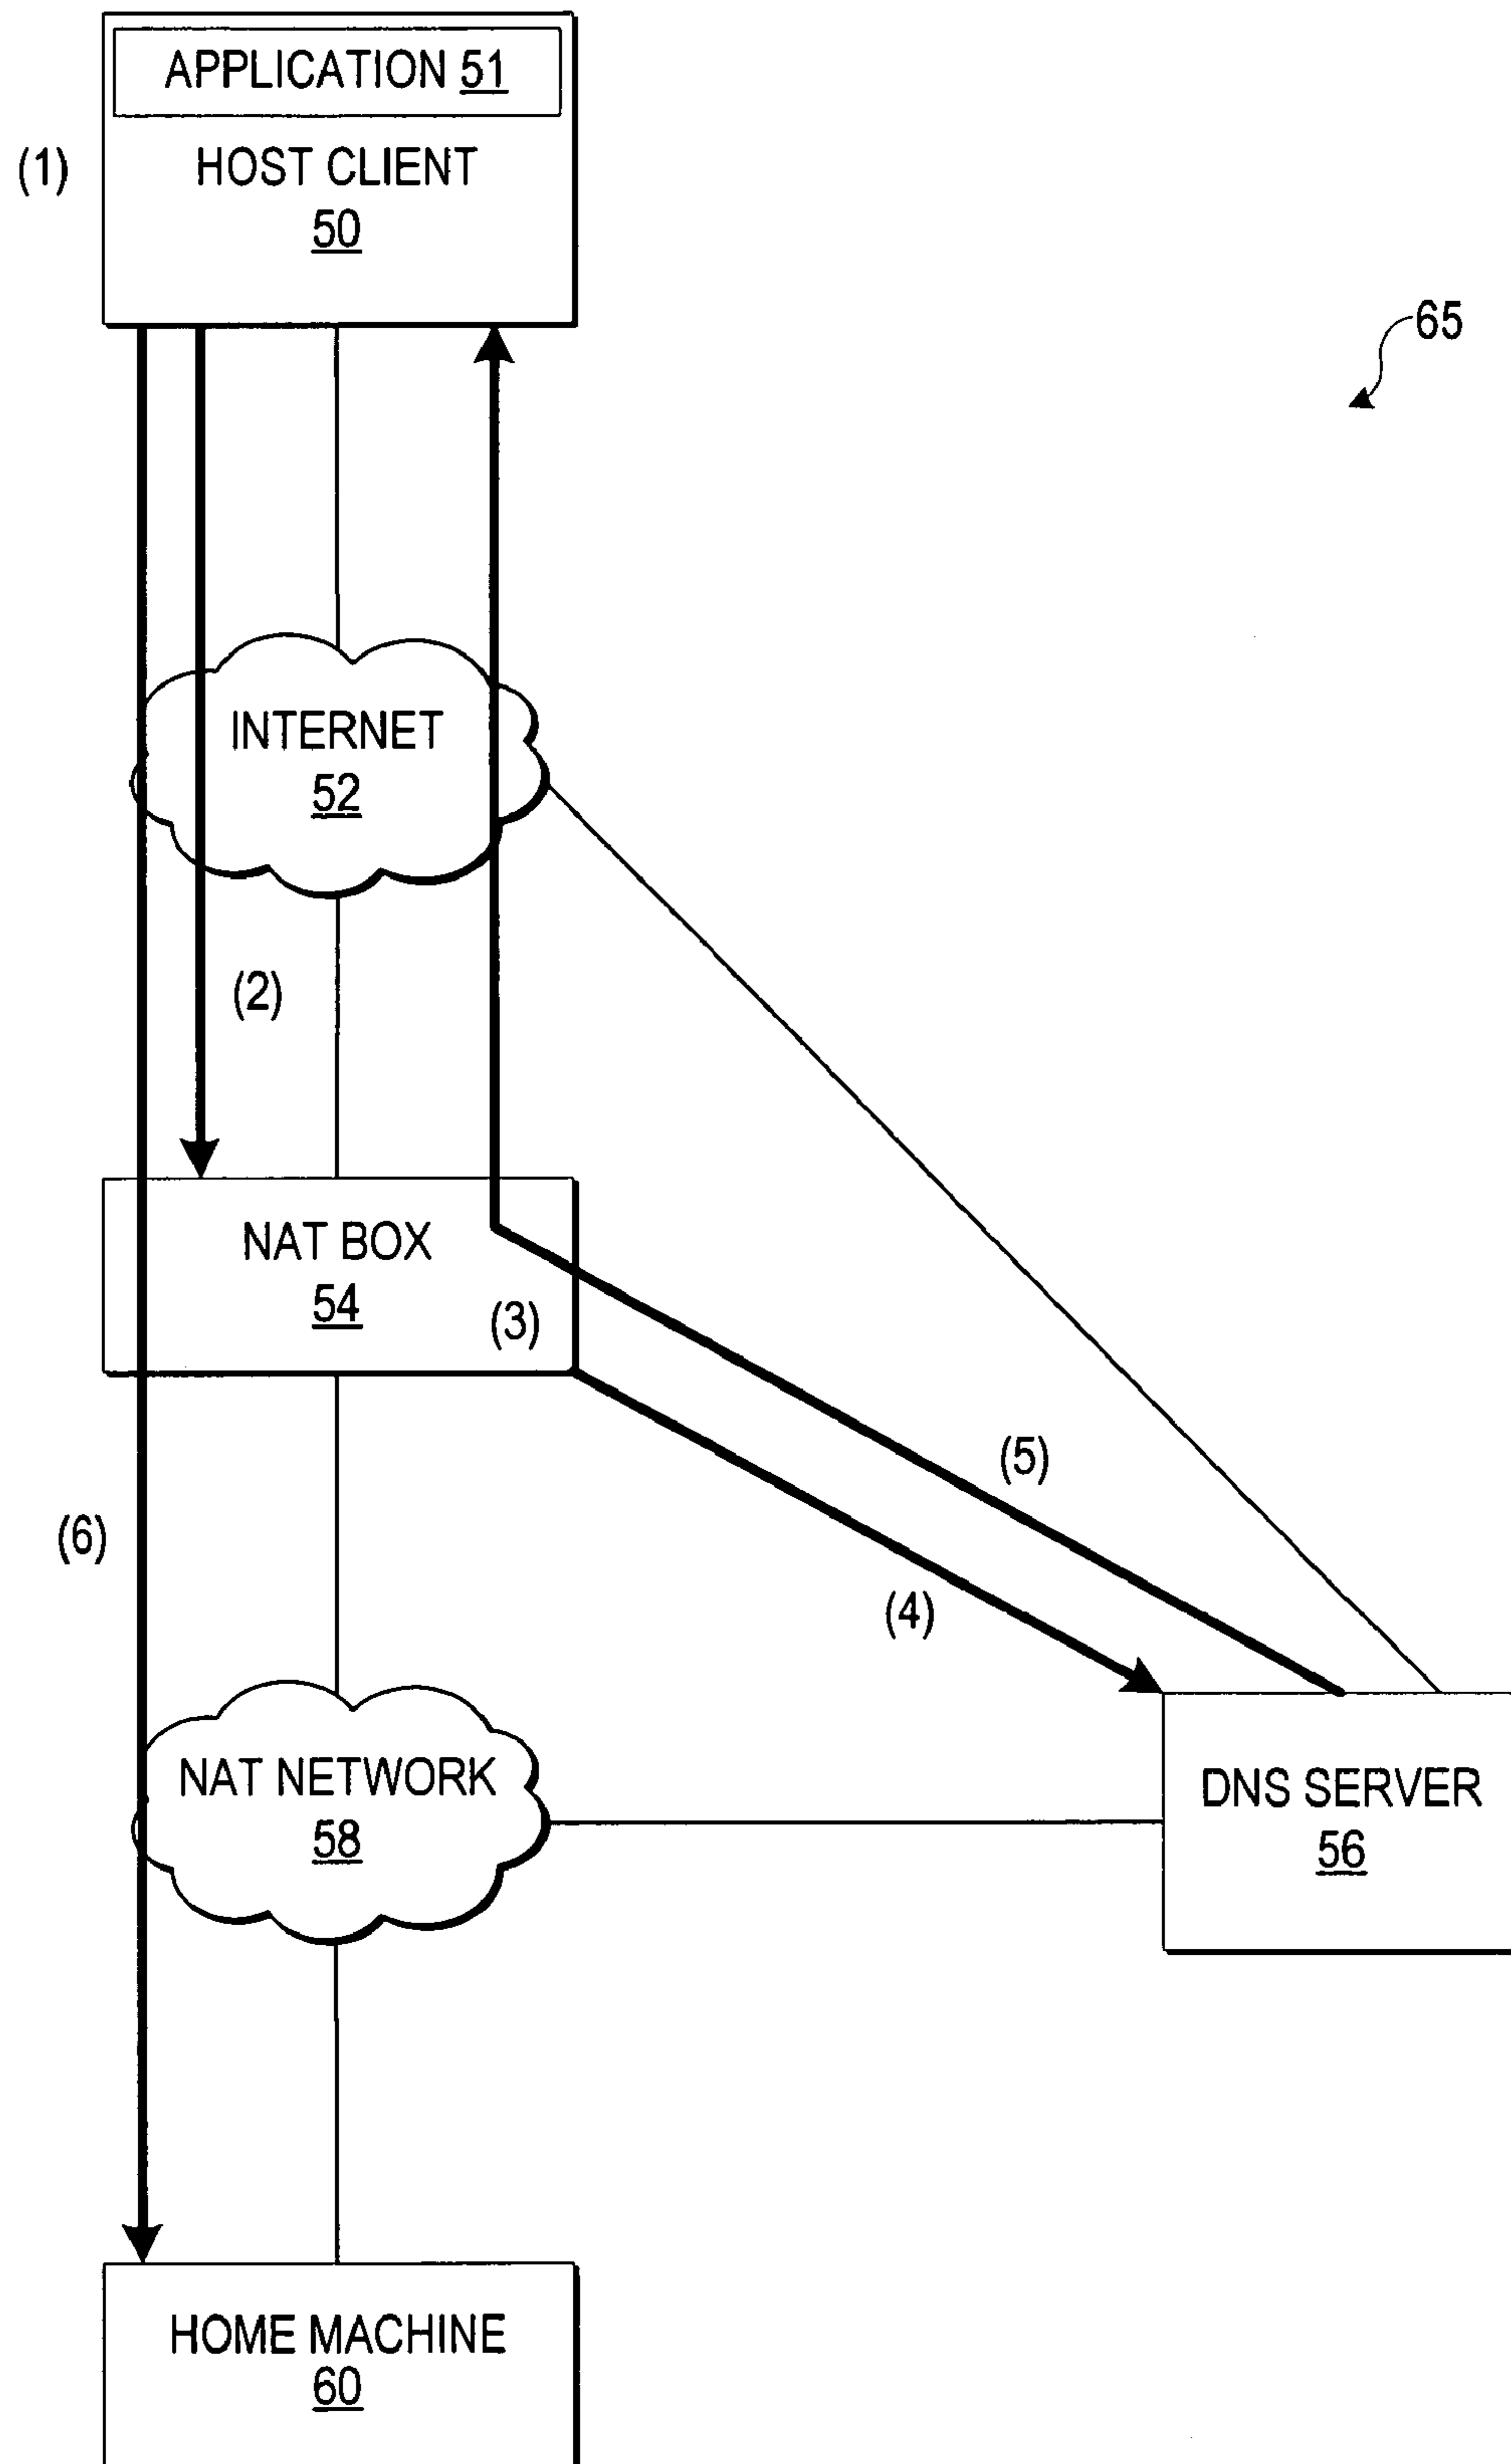 APPLICATION 51
(1)
HOST CLIENT
50
65
INTERNET
52
(2)
NAT BOX
54
(3)
(5)
(6)
(4)
NAT NETWORK
58
DNS SERVER
56
HOME MACHINE
60